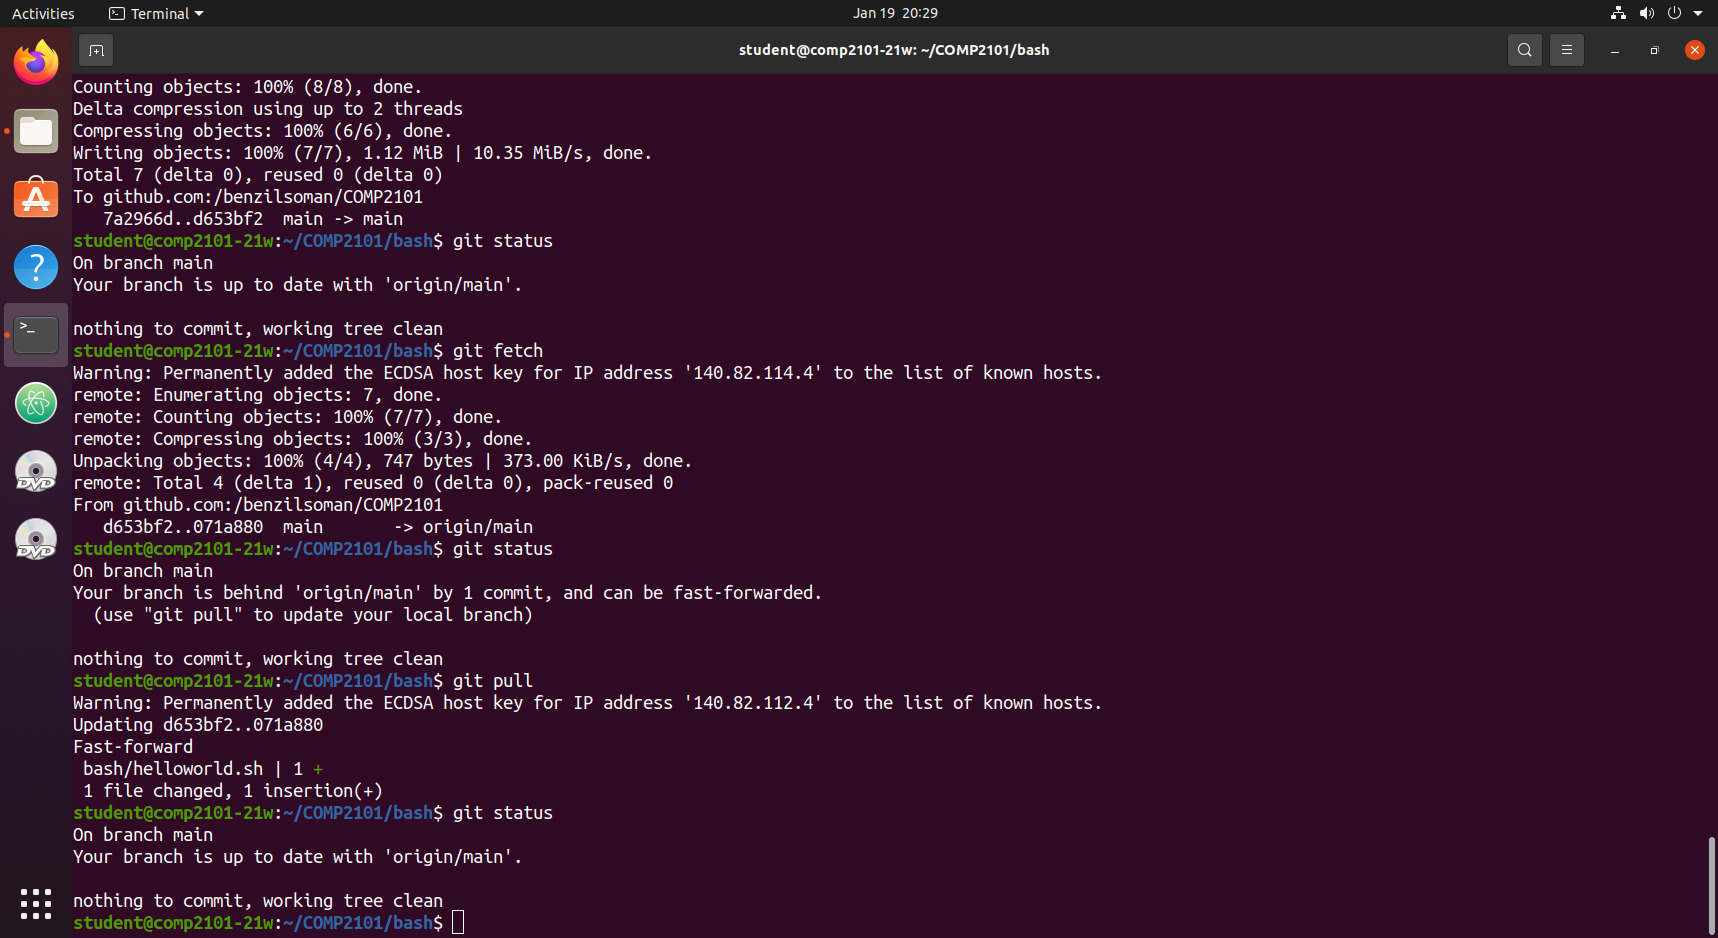 Activities Terminal Jan 19 20:29
student@comp2101-21w: ~/COMP2101/bash
Counting objects: 100% (8/8), done.
Delta compression using up to 2 threads
Compressing objects: 100% (6/6), done.
Writing objects: 100% (7/7), 1.12 MiB | 10.35 MiB/s, done.
Total 7 (delta 0), reused 0 (delta 0)
To github.com:/benzilsoman/COMP2101
   7a2966d..d653bf2  main -> main
student@comp2101-21w:~/COMP2101/bash$ git status
On branch main
Your branch is up to date with 'origin/main'.

nothing to commit, working tree clean
student@comp2101-21w:~/COMP2101/bash$ git fetch
Warning: Permanently added the ECDSA host key for IP address '140.82.114.4' to the list of known hosts.
remote: Enumerating objects: 7, done.
remote: Counting objects: 100% (7/7), done.
remote: Compressing objects: 100% (3/3), done.
Unpacking objects: 100% (4/4), 747 bytes | 373.00 KiB/s, done.
remote: Total 4 (delta 1), reused 0 (delta 0), pack-reused 0
From github.com:/benzilsoman/COMP2101
   d653bf2..071a880  main       -> origin/main
student@comp2101-21w:~/COMP2101/bash$ git status
On branch main
Your branch is behind 'origin/main' by 1 commit, and can be fast-forwarded.
  (use "git pull" to update your local branch)

nothing to commit, working tree clean
student@comp2101-21w:~/COMP2101/bash$ git pull
Warning: Permanently added the ECDSA host key for IP address '140.82.112.4' to the list of known hosts.
Updating d653bf2..071a880
Fast-forward
 bash/helloworld.sh | 1 +
 1 file changed, 1 insertion(+)
student@comp2101-21w:~/COMP2101/bash$ git status
On branch main
Your branch is up to date with 'origin/main'.

nothing to commit, working tree clean
student@comp2101-21w:~/COMP2101/bash$
DVD
DVD